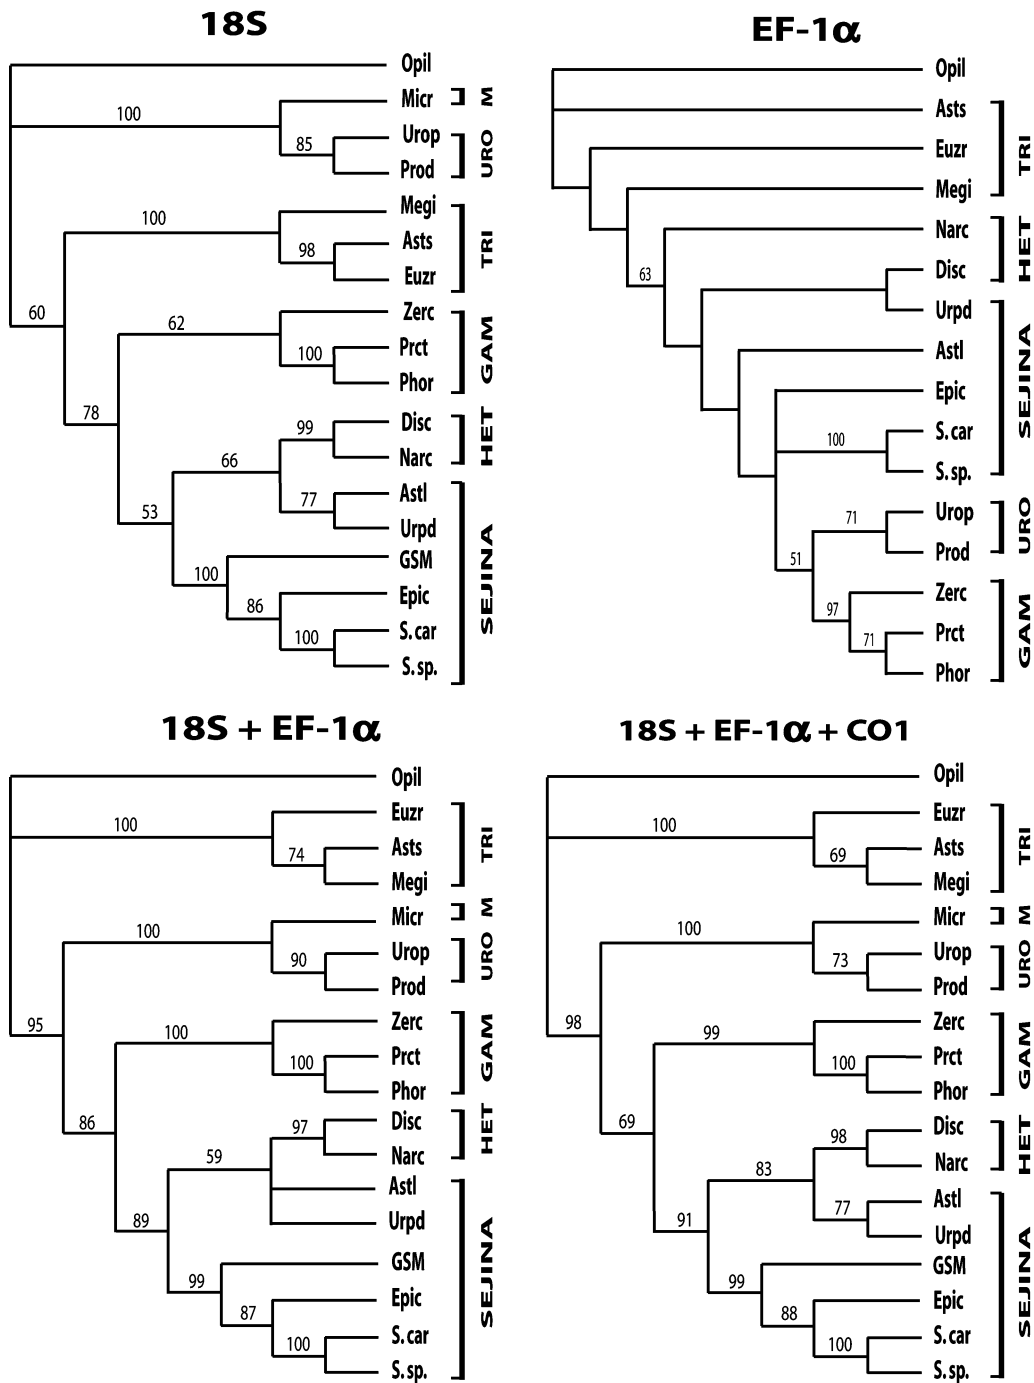 18S
Opil
Micr
M
100
Urop
85
URO
Prod
Megi
100
Asts
98
TRI
Euzr
Zerc
60
62
Prct
100
GAM
Phor
78
Disc
99
HET
Narc
66
Astl
77
Urpd
53
GSM
SEJINA
100
Epic
86
S. car
100
S. sp.
EF-1α
Opil
Asts
Euzr
TRI
Megi
Narc
HET
Disc
63
Urpd
Astl
SEJINA
Epic
S. car
100
S. sp.
Urop
71
URO
Prod
51
Zerc
97
Prct
GAM
71
Phor
18S + EF-1α
Opil
Euzr
100
Asts
74
TRI
Megi
Micr
M
100
Urop
90
URO
Prod
95
Zerc
100
Prct
100
GAM
Phor
86
Disc
97
HET
Narc
59
Astl
Urpd
89
GSM
SEJINA
99
Epic
87
S. car
100
S. sp.
18S + EF-1α + CO1
Opil
Euzr
100
Asts
69
TRI
Megi
Micr
M
100
Urop
73
URO
Prod
98
Zerc
99
Prct
100
GAM
Phor
69
Disc
98
HET
Narc
83
Astl
77
Urpd
91
GSM
SEJINA
99
Epic
88
S. car
100
S. sp.